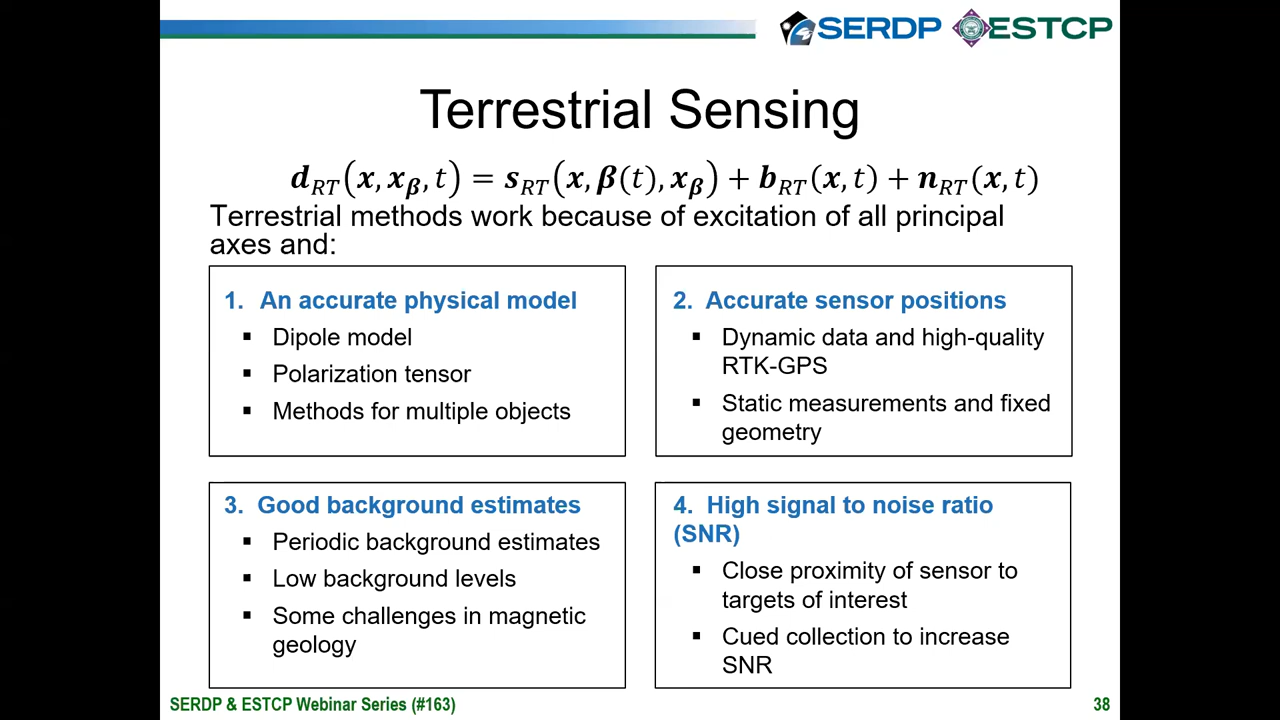 SERDP ESTCP
Terrestrial Sensing
𝒅_RT(𝒙, 𝒙_𝜷, 𝑡) = 𝒔_RT(𝒙, 𝜷(𝑡), 𝒙_𝜷) + 𝒃_RT(𝒙, 𝑡) + 𝒏_RT(𝒙, 𝑡)
Terrestrial methods work because of excitation of all principal
axes and:
1. An accurate physical model
▪ Dipole model
▪ Polarization tensor
▪ Methods for multiple objects
2. Accurate sensor positions
▪ Dynamic data and high-quality
RTK-GPS
▪ Static measurements and fixed
geometry
3. Good background estimates
▪ Periodic background estimates
▪ Low background levels
▪ Some challenges in magnetic
geology
4. High signal to noise ratio
(SNR)
▪ Close proximity of sensor to
targets of interest
▪ Cued collection to increase
SNR
SERDP & ESTCP Webinar Series (#163)
38